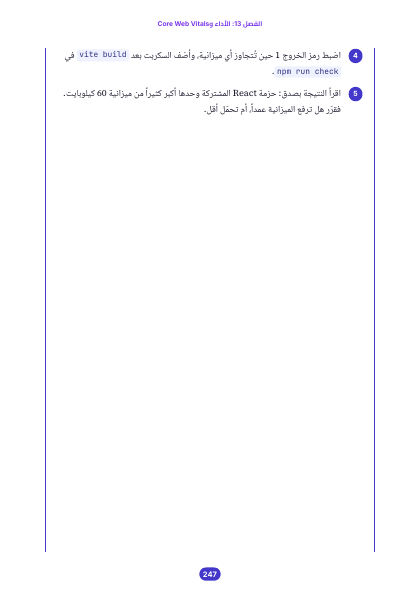 الفصل 13: الأداء وCore Web Vitals
4 اضبط رمز الخروج 1 حين تُتجاوز أي ميزانية، وأضف السكربت بعد vite build في
npm run check.
5 اقرأ النتيجة بصدق: حزمة React المشتركة وحدها أكبر كثيراً من ميزانية 60 كيلوبايت.
فقرّر هل ترفع الميزانية عمداً، أم تحمّل أقل.
247